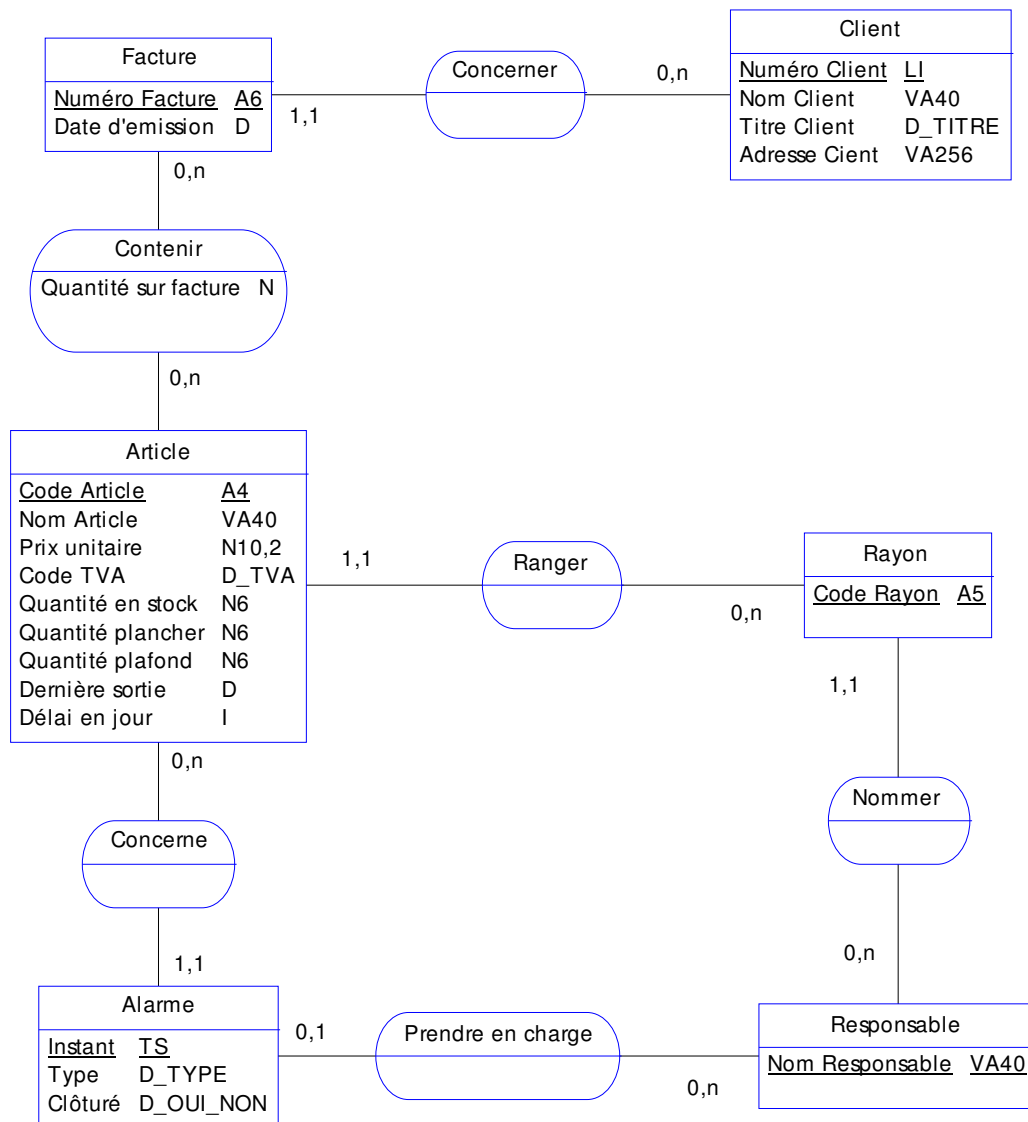 Facture
Numéro Facture A6
Date d'emission D
1,1
Concerner
0,n
Client
Numéro Client LI
Nom Client VA40
Titre Client D_TITRE
Adresse Cient VA256
0,n
Contenir
Quantité sur facture N
0,n
Article
Code Article A4
Nom Article VA40
Prix unitaire N10,2
Code TVA D_TVA
Quantité en stock N6
Quantité plancher N6
Quantité plafond N6
Dernière sortie D
Délai en jour I
1,1
Ranger
0,n
Rayon
Code Rayon A5
1,1
Nommer
0,n
0,n
Concerne
1,1
Alarme
Instant TS
Type D_TYPE
Clôturé D_OUI_NON
0,1
Prendre en charge
0,n
Responsable
Nom Responsable VA40